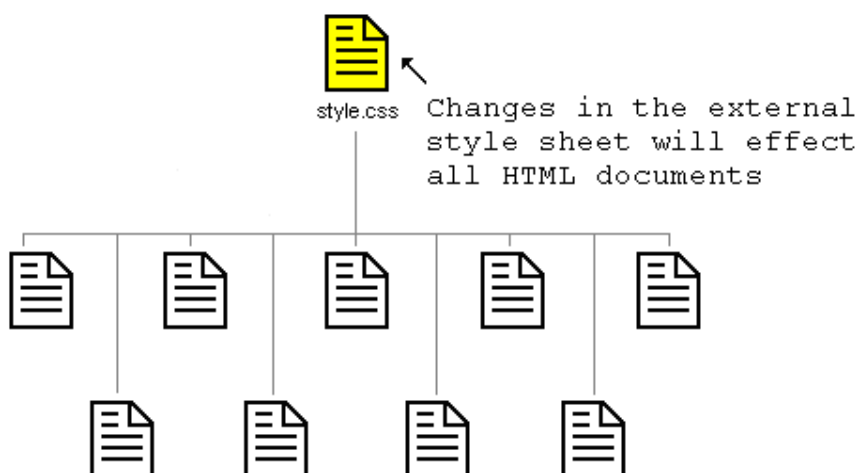 style.css
Changes in the external
style sheet will effect
all HTML documents